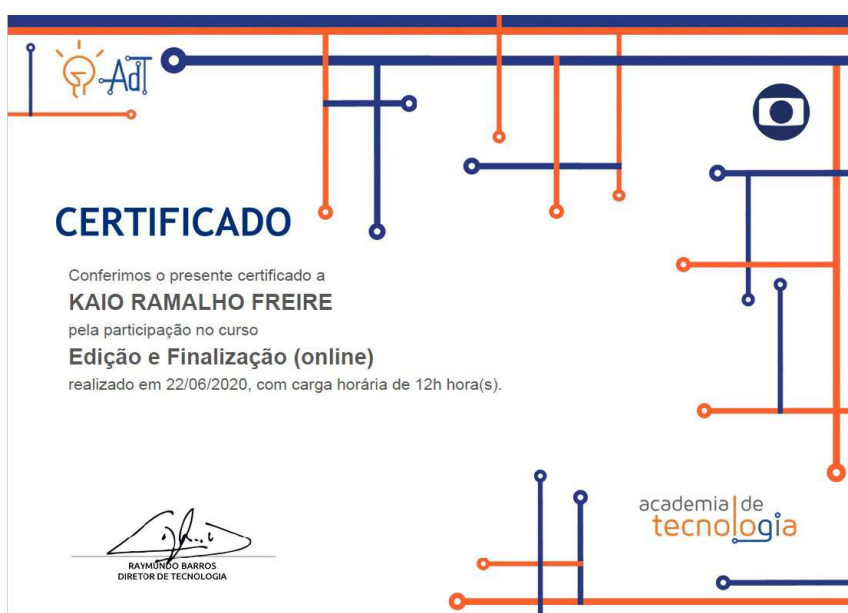 AdT
CERTIFICADO
Conferimos o presente certificado a
KAIO RAMALHO FREIRE
pela participação no curso
Edição e Finalização (online)
realizado em 22/06/2020, com carga horária de 12h hora(s).
RAYMUNDO BARROS
DIRETOR DE TECNOLOGIA
academia de
tecnologia